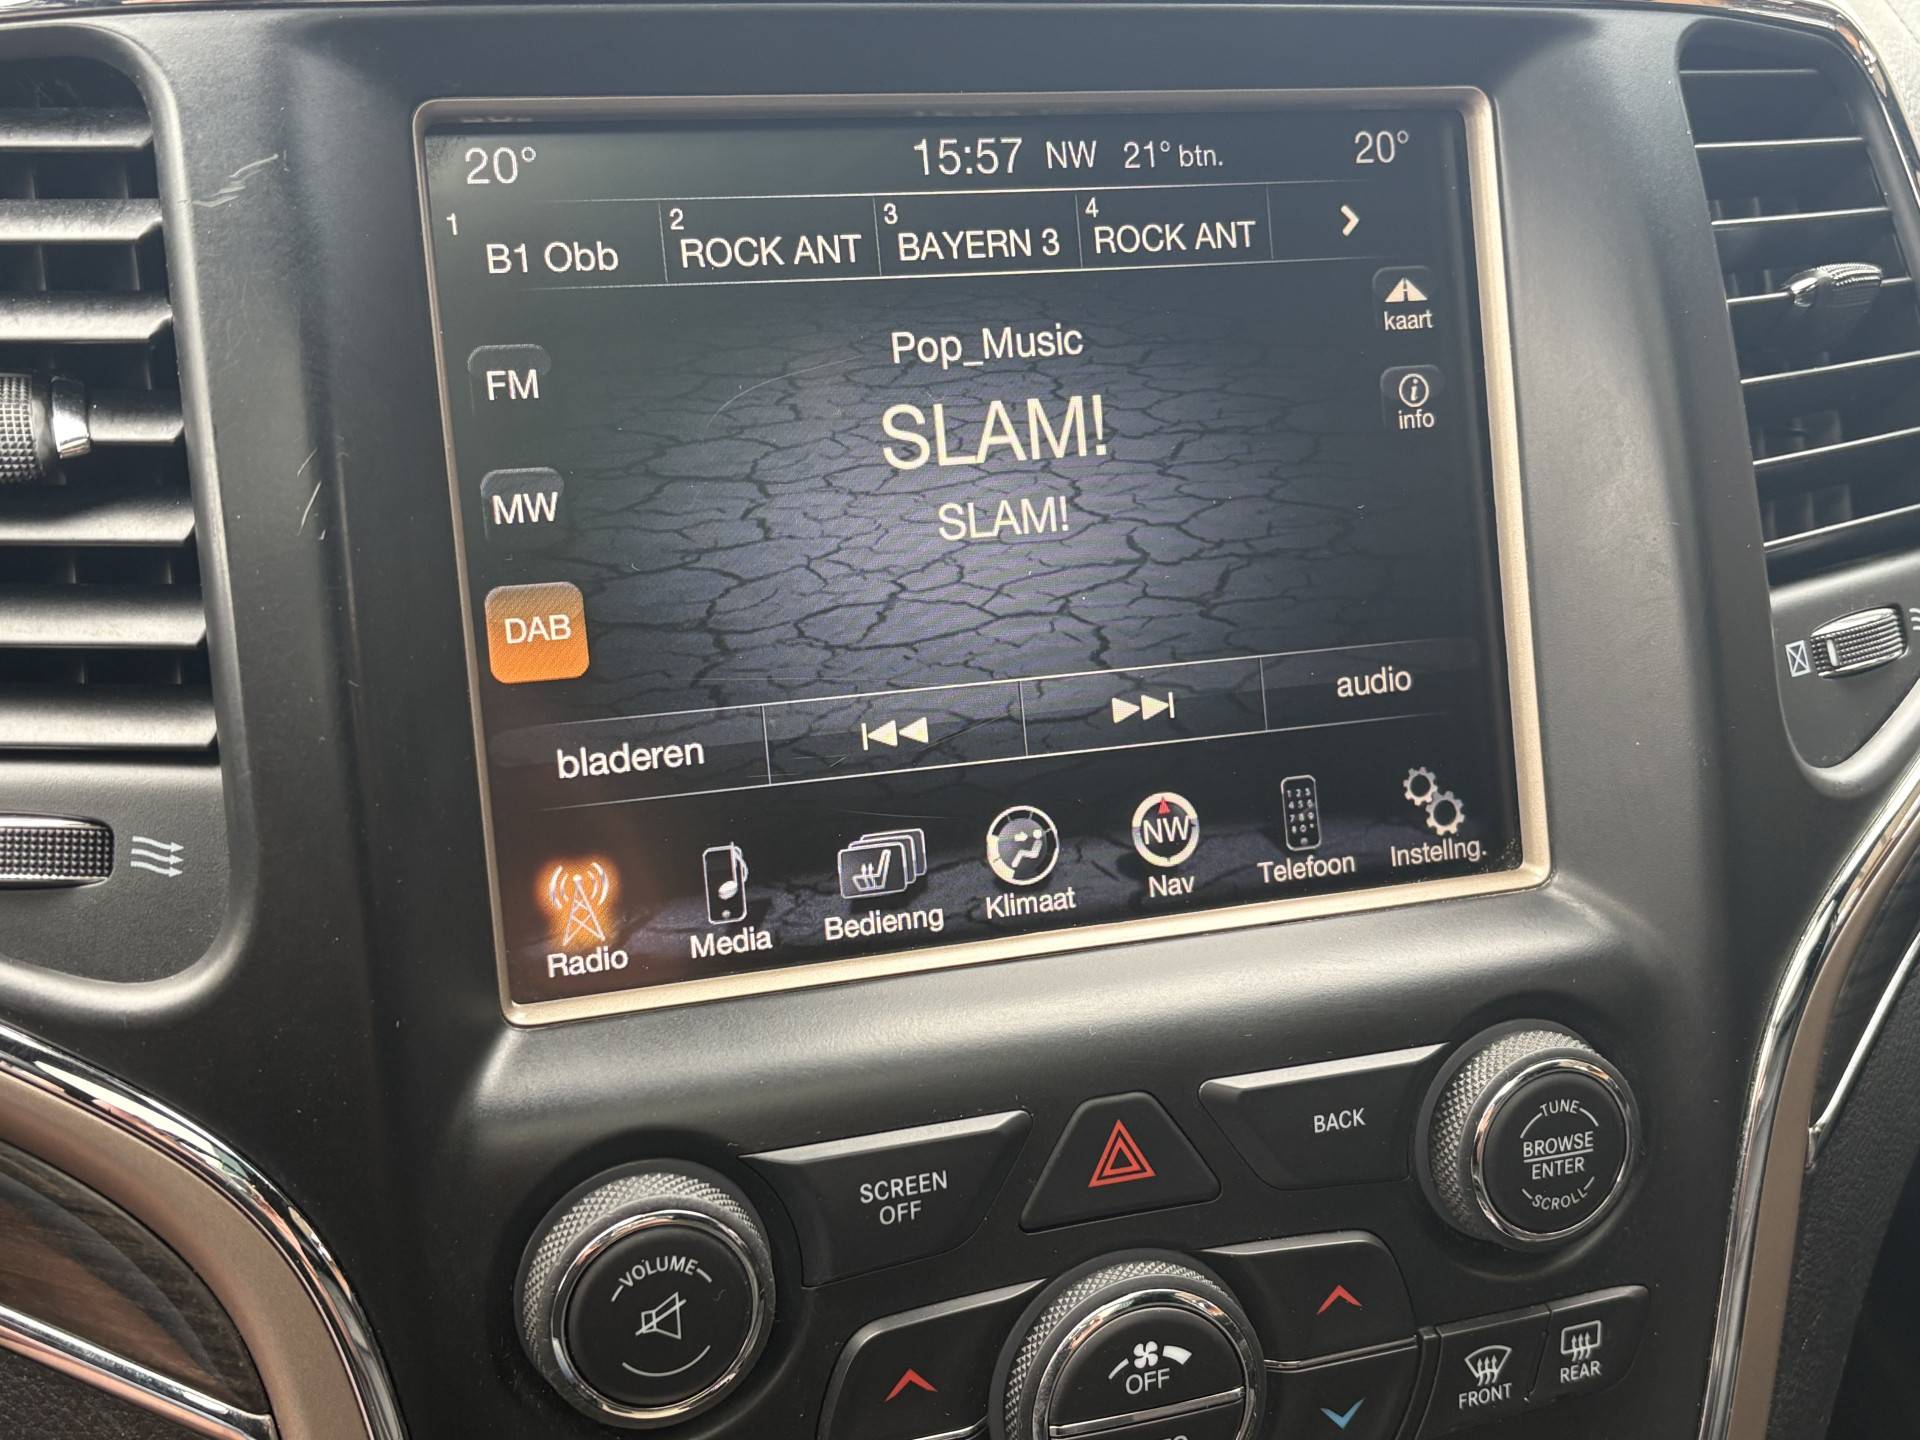 20° 15:57 NW 21° btn. 20°
1 B1 Obb 2 ROCK ANT 3 BAYERN 3 4 ROCK ANT
kaart
Pop_Music
FM
SLAM!
info
MW
SLAM!
DAB
bladeren audio
NW
Radio Media Bedienng Klimaat Nav Telefoon Instellng.
BACK
TUNE
BROWSE
ENTER
SCROLL
SCREEN
OFF
VOLUME
OFF
FRONT
REAR